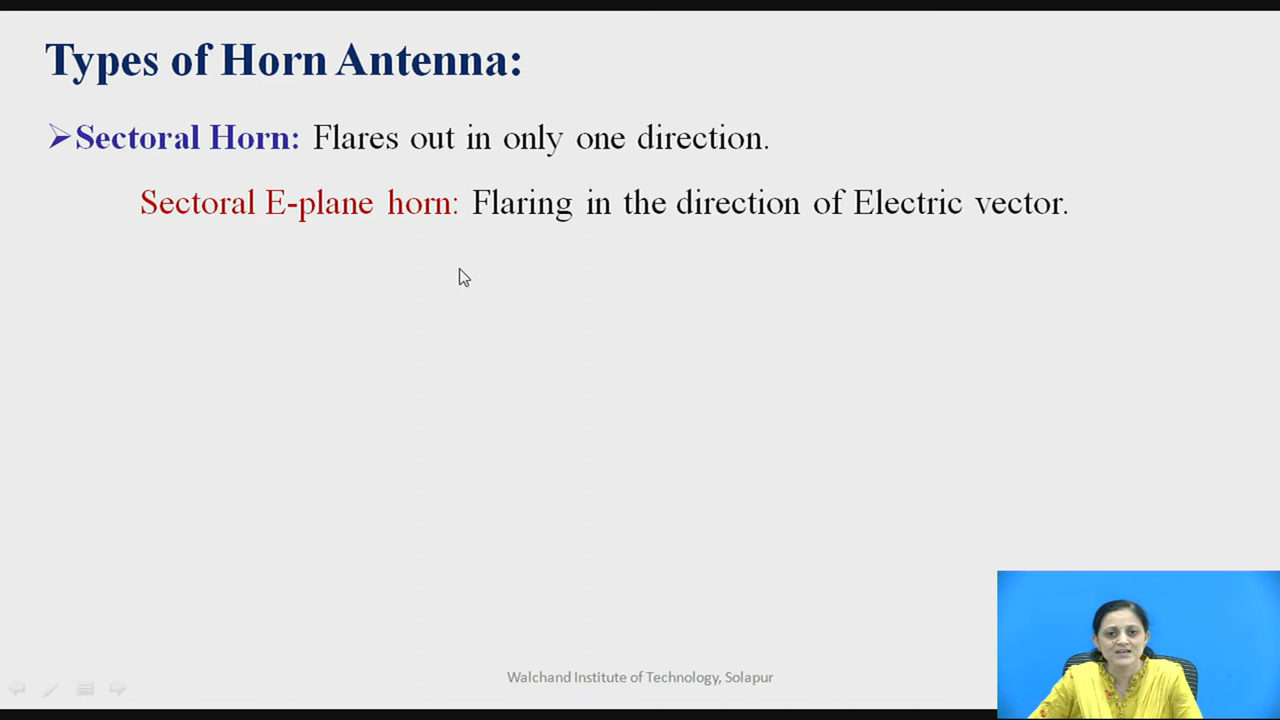 Types of Horn Antenna:
➢Sectoral Horn: Flares out in only one direction.
Sectoral E-plane horn: Flaring in the direction of Electric vector.
Walchand Institute of Technology, Solapur